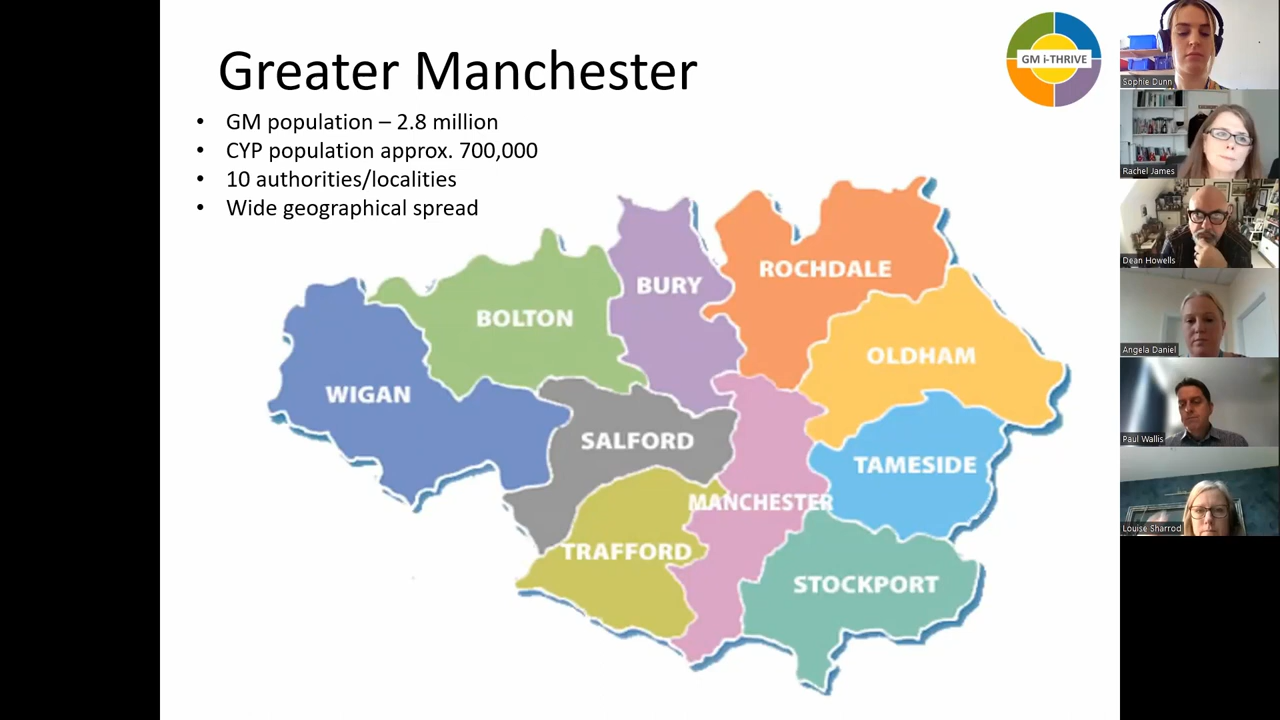 Greater Manchester
• GM population – 2.8 million
• CYP population approx. 700,000
• 10 authorities/localities
• Wide geographical spread
GM i-THRIVE
BURY
ROCHDALE
BOLTON
OLDHAM
WIGAN
SALFORD
TAMESIDE
MANCHESTER
TRAFFORD
STOCKPORT
Sophie Dunn
Rachel James
Dean Howells
Angela Daniel
Paul Wallis
Louise Sharrod